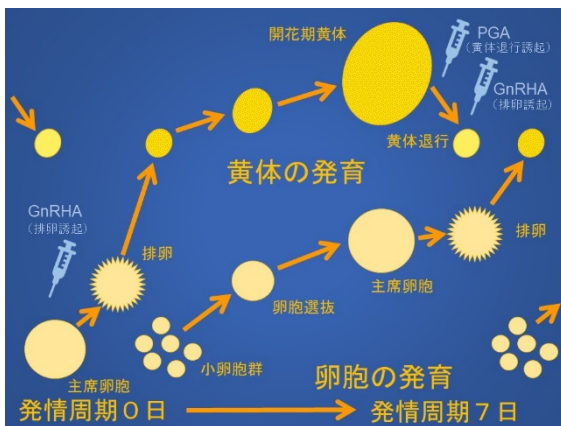 開花期黄体
PGA
(黄体退行誘起)
GnRHA
(排卵誘起)
黄体退行
黄体の発育
GnRHA
(排卵誘起)
排卵
排卵
主席卵胞
卵胞選抜
小卵胞群
主席卵胞
卵胞の発育
発情周期０日
発情周期７日